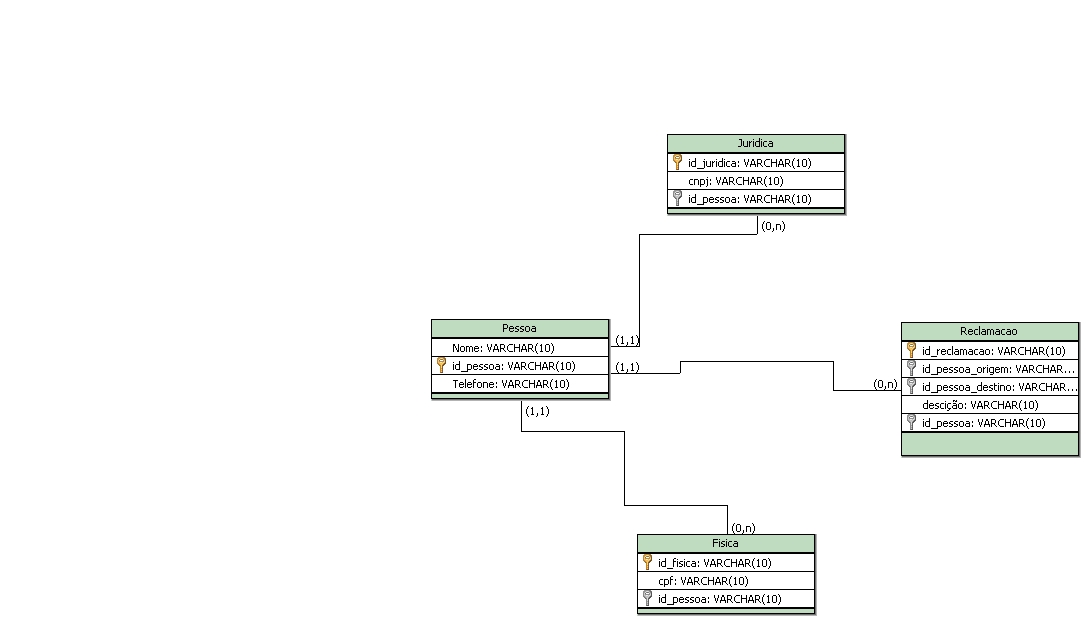 Juridica
id_juridica: VARCHAR(10)
cnpj: VARCHAR(10)
id_pessoa: VARCHAR(10)
(0,n)
Pessoa
Nome: VARCHAR(10)
id_pessoa: VARCHAR(10)
Telefone: VARCHAR(10)
(1,1)
(1,1)
(1,1)
Reclamacao
id_reclamacao: VARCHAR(10)
id_pessoa_origem: VARCHAR...
id_pessoa_destino: VARCHAR...
descição: VARCHAR(10)
id_pessoa: VARCHAR(10)
(0,n)
(0,n)
Fisica
id_fisica: VARCHAR(10)
cpf: VARCHAR(10)
id_pessoa: VARCHAR(10)